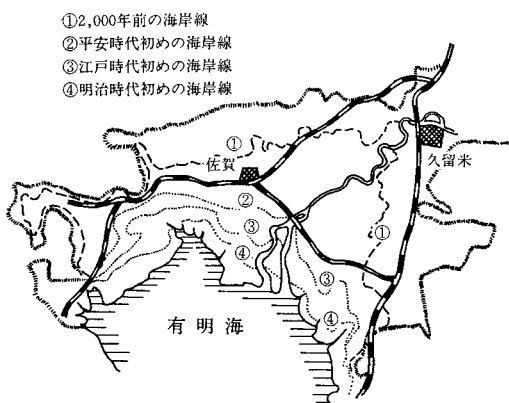 ①2,000年前の海岸線
②平安時代初めの海岸線
③江戸時代初めの海岸線
④明治時代初めの海岸線
①
佐賀
久留米
②
①
③
④
③
④
有明海